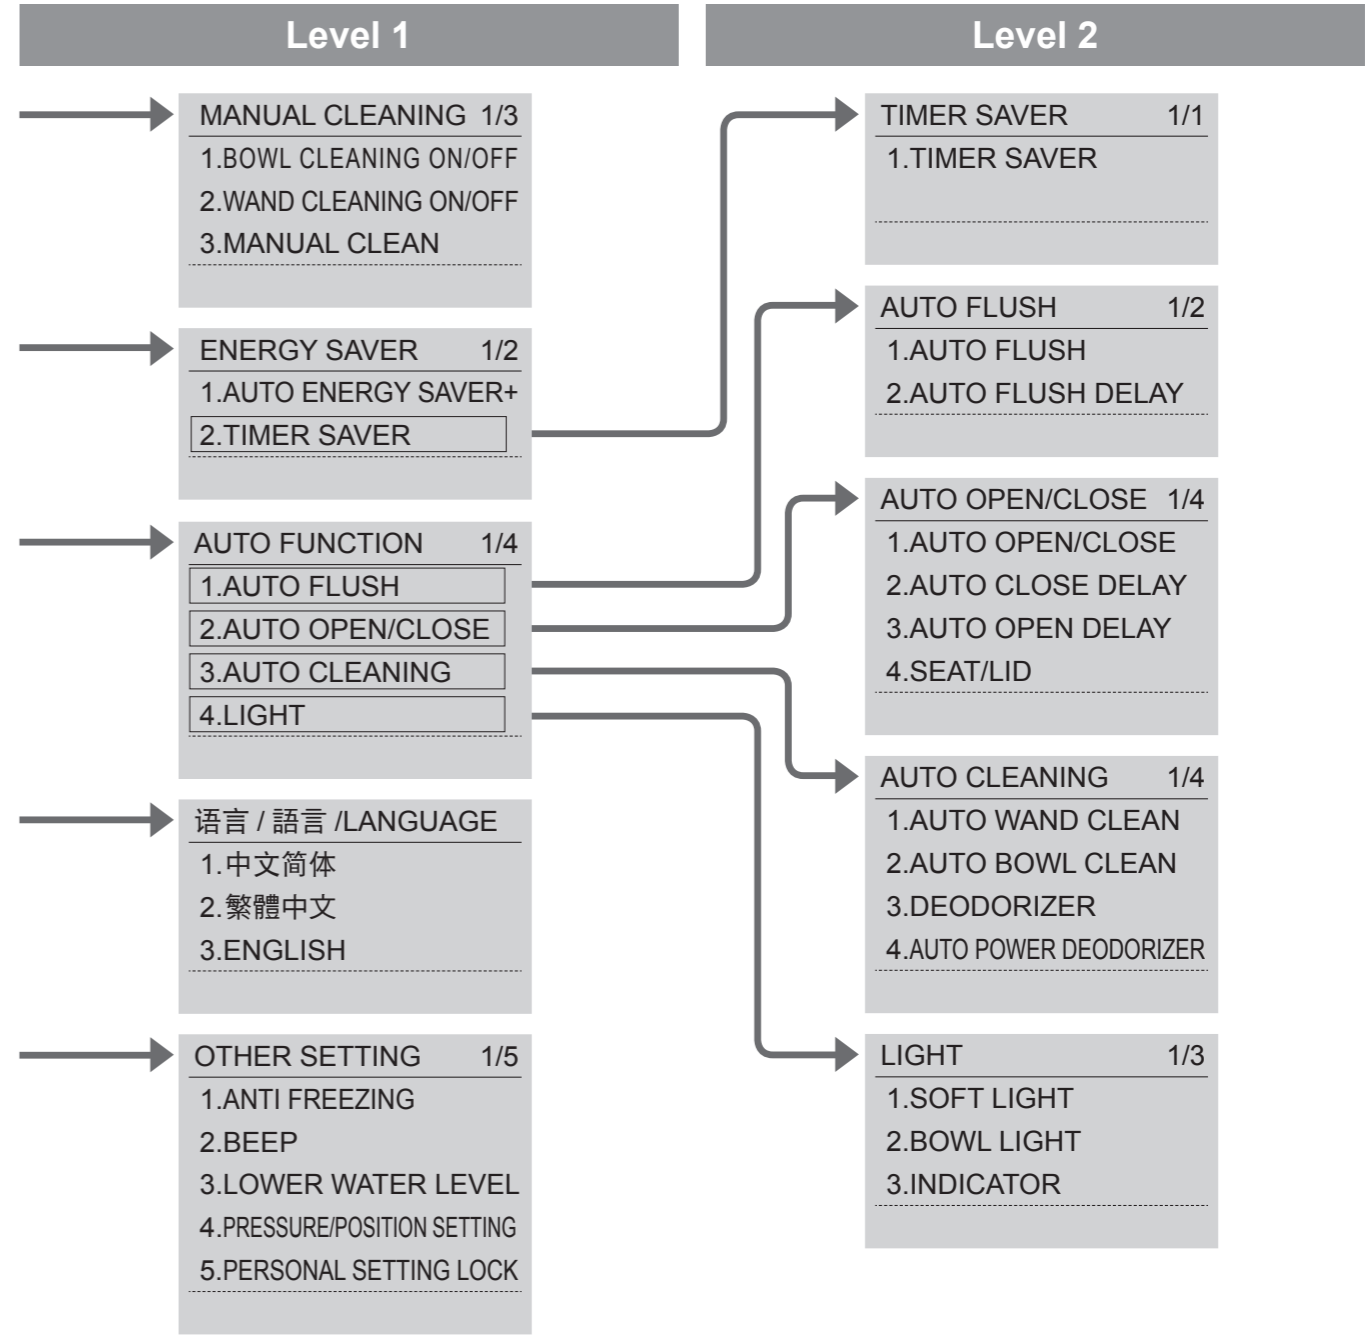 Level 1
MANUAL CLEANING 1/3
1.BOWL CLEANING ON/OFF
2.WAND CLEANING ON/OFF
3.MANUAL CLEAN
ENERGY SAVER 1/2
1.AUTO ENERGY SAVER+
2.TIMER SAVER
AUTO FUNCTION 1/4
1.AUTO FLUSH
2.AUTO OPEN/CLOSE
3.AUTO CLEANING
4.LIGHT
语言 / 語言 /LANGUAGE
1.中文简体
2.繁體中文
3.ENGLISH
OTHER SETTING 1/5
1.ANTI FREEZING
2.BEEP
3.LOWER WATER LEVEL
4.PRESSURE/POSITION SETTING
5.PERSONAL SETTING LOCK
Level 2
TIMER SAVER 1/1
1.TIMER SAVER
AUTO FLUSH 1/2
1.AUTO FLUSH
2.AUTO FLUSH DELAY
AUTO OPEN/CLOSE 1/4
1.AUTO OPEN/CLOSE
2.AUTO CLOSE DELAY
3.AUTO OPEN DELAY
4.SEAT/LID
AUTO CLEANING 1/4
1.AUTO WAND CLEAN
2.AUTO BOWL CLEAN
3.DEODORIZER
4.AUTO POWER DEODORIZER
LIGHT 1/3
1.SOFT LIGHT
2.BOWL LIGHT
3.INDICATOR